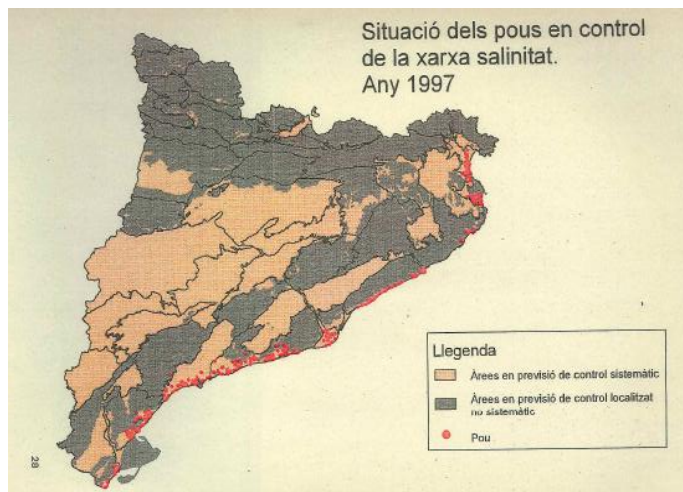 Situació dels pous en control
de la xarxa salinitat.
Any 1997
Llegenda
Àrees en previsió de control sistemàtic
Àrees en previsió de control localitzat
no sistemàtic
Pou
28